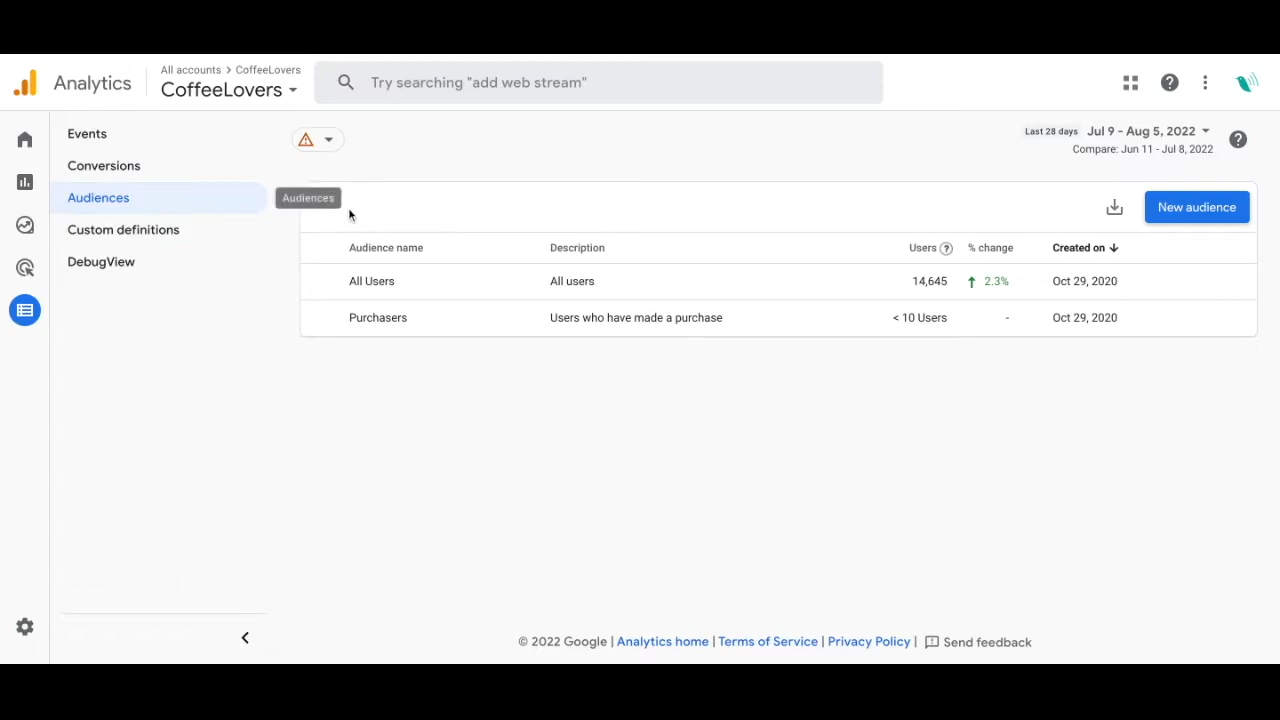 Analytics
All accounts > CoffeeLovers
CoffeeLovers
Try searching "add web stream"
Events
Conversions
Audiences
Custom definitions
DebugView
Audiences
Last 28 days Jul 9 - Aug 5, 2022
Compare: Jun 11 - Jul 8, 2022
New audience
Audience name Description Users % change Created on
All Users All users 14,645 2.3% Oct 29, 2020
Purchasers Users who have made a purchase < 10 Users - Oct 29, 2020
© 2022 Google | Analytics home | Terms of Service | Privacy Policy | Send feedback